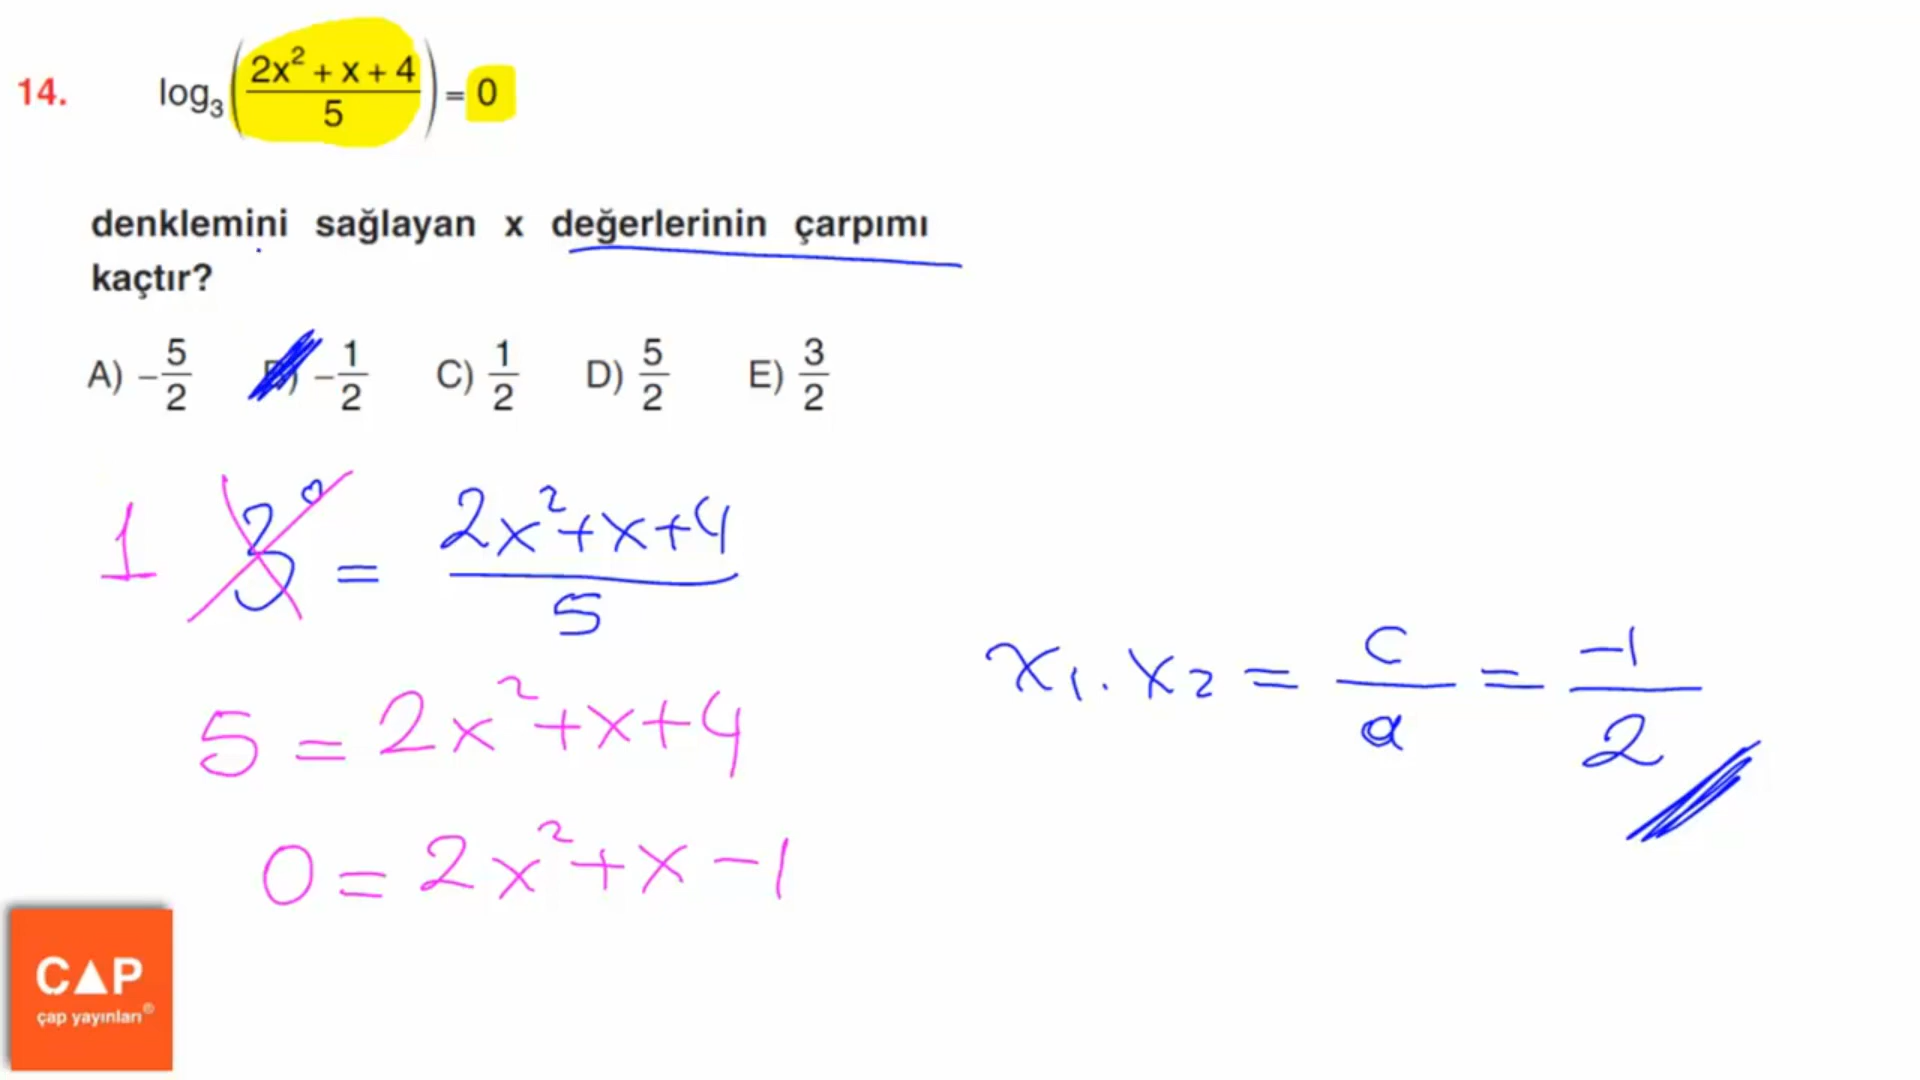 14. log₃((2x² + x + 4)/5) = 0
denklemini sağlayan x değerlerinin çarpımı
kaçtır?
A) -5/2 B) -1/2 C) 1/2 D) 5/2 E) 3/2
1 3⁰ = (2x²+x+4)/5
5 = 2x²+x+4
0 = 2x²+x-1
x₁.x₂ = c/a = -1/2
ÇAP
çap yayınları®